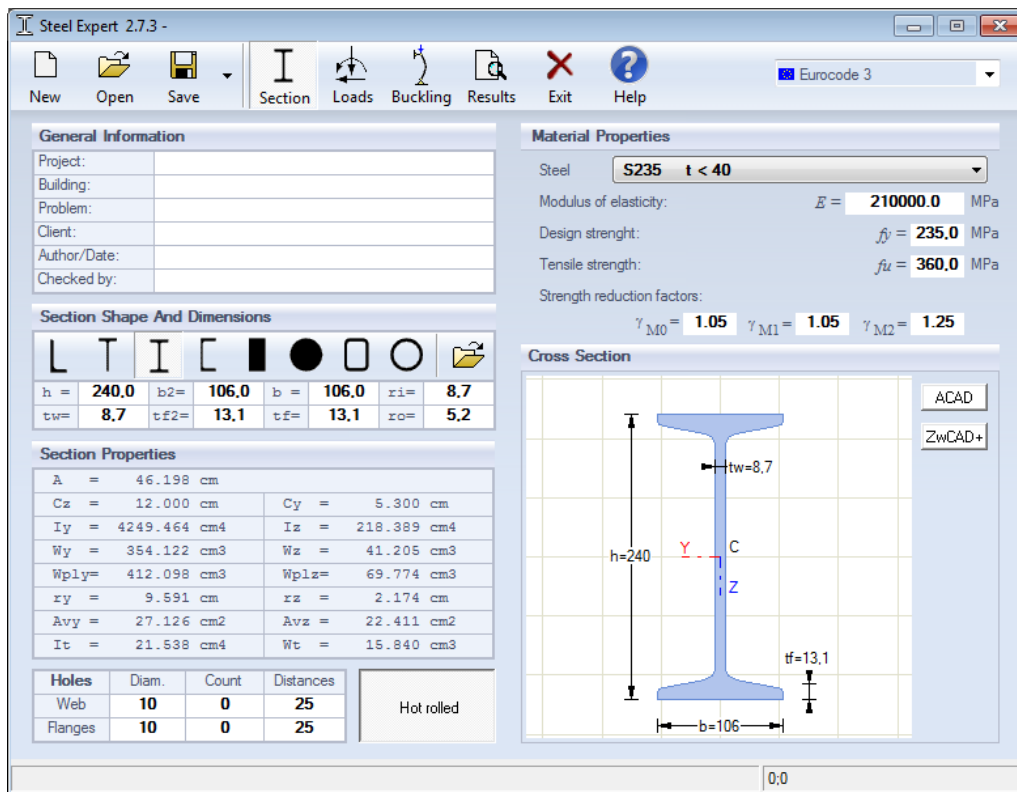 Steel Expert 2.7.3 -
New Open Save Section Loads Buckling Results Exit Help
Eurocode 3
General Information
Project:
Building:
Problem:
Client:
Author/Date:
Checked by:
Section Shape And Dimensions
h = 240,0 b2= 106,0 b = 106,0 ri= 8,7
tw= 8,7 tf2= 13,1 tf= 13,1 ro= 5,2
Section Properties
A = 46.198 cm
Cz = 12.000 cm Cy = 5.300 cm
Iy = 4249.464 cm4 Iz = 218.389 cm4
Wy = 354.122 cm3 Wz = 41.205 cm3
Wply= 412.098 cm3 Wplz= 69.774 cm3
ry = 9.591 cm rz = 2.174 cm
Avy = 27.126 cm2 Avz = 22.411 cm2
It = 21.538 cm4 Wt = 15.840 cm3
Holes Diam. Count Distances
Web 10 0 25
Flanges 10 0 25
Hot rolled
Material Properties
Steel S235 t < 40
Modulus of elasticity: E = 210000.0 MPa
Design strenght: fy = 235,0 MPa
Tensile strength: fu = 360,0 MPa
Strength reduction factors:
γM0= 1.05 γM1= 1.05 γM2= 1.25
Cross Section
ACAD
ZwCAD+
tw=8,7
h=240
Y
C
Z
tf=13,1
b=106
0;0